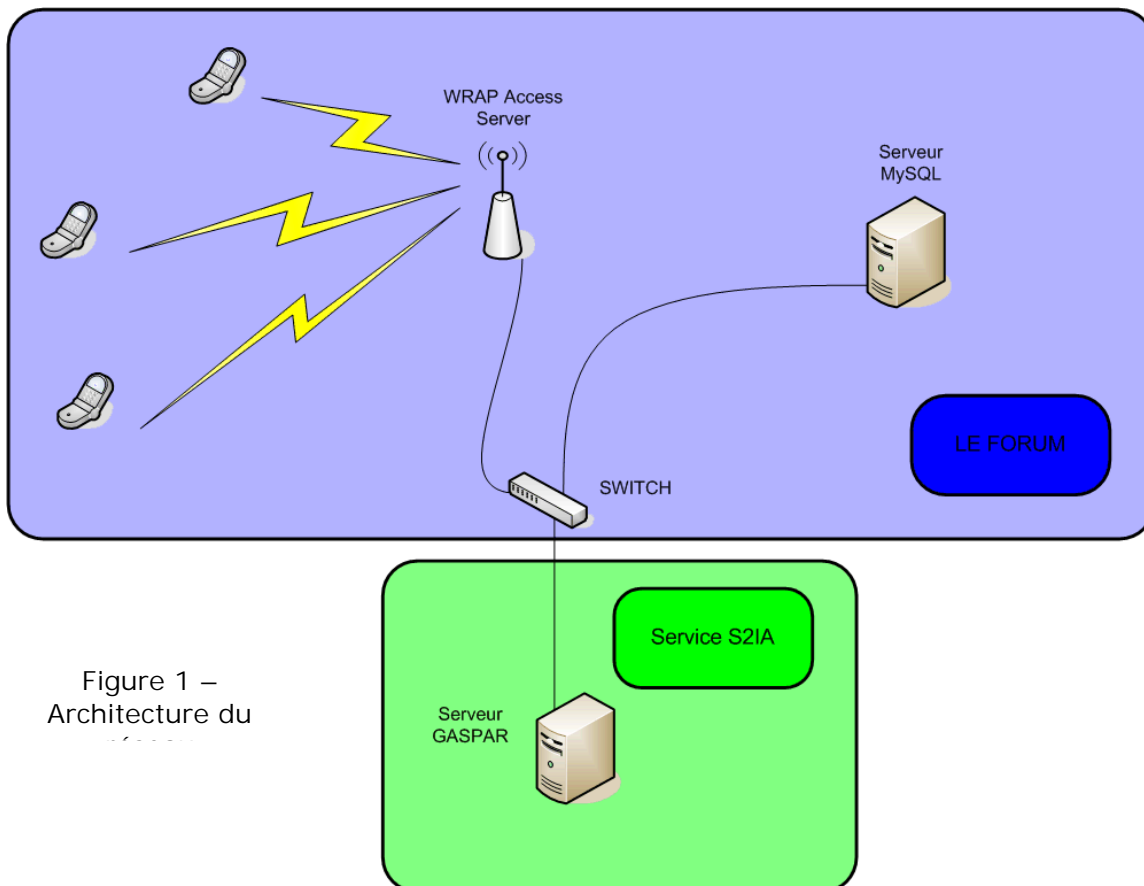 WRAP Access
Server
Serveur
MySQL
LE FORUM
SWITCH
Service S2IA
Serveur
GASPAR
Figure 1 –
Architecture du